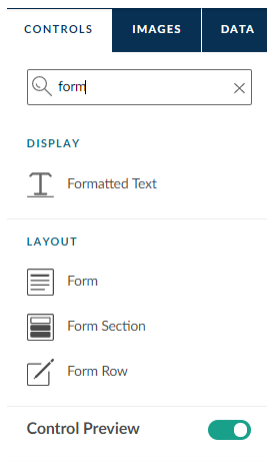 CONTROLS IMAGES DATA
form
DISPLAY
Formatted Text
LAYOUT
Form
Form Section
Form Row
Control Preview